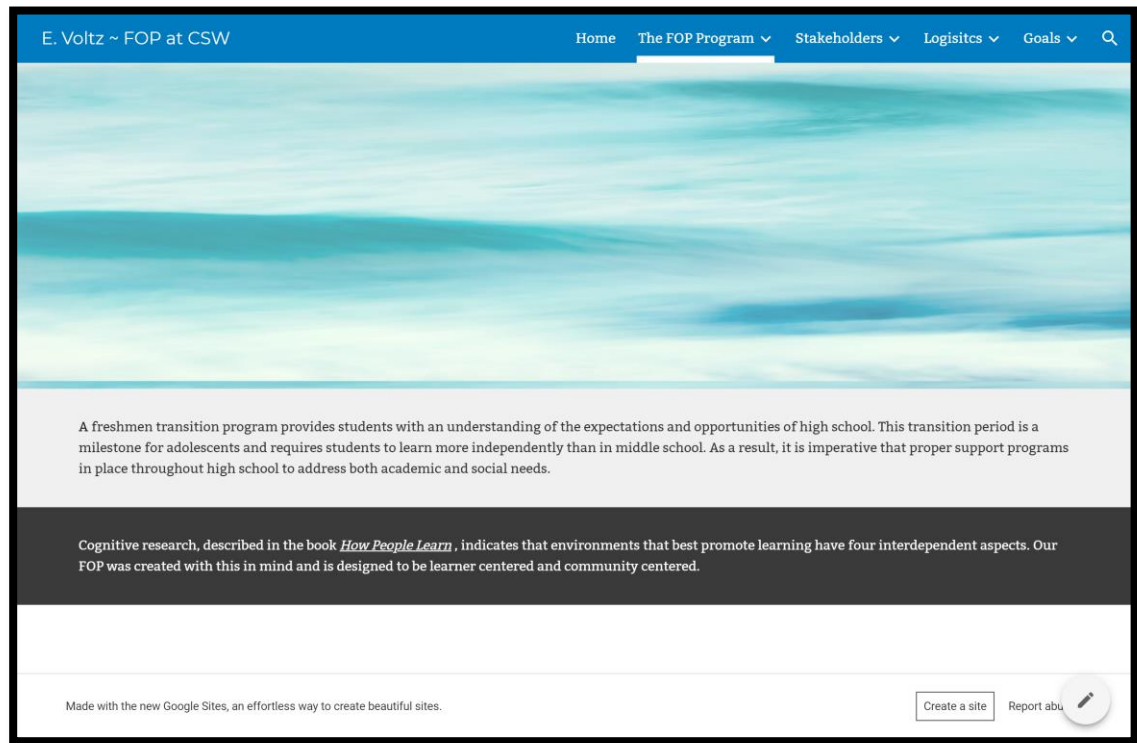 E. Voltz ~ FOP at CSW
Home The FOP Program Stakeholders Logisitcs Goals
A freshmen transition program provides students with an understanding of the expectations and opportunities of high school. This transition period is a
milestone for adolescents and requires students to learn more independently than in middle school. As a result, it is imperative that proper support programs
in place throughout high school to address both academic and social needs.
Cognitive research, described in the book How People Learn , indicates that environments that best promote learning have four interdependent aspects. Our
FOP was created with this in mind and is designed to be learner centered and community centered.
Made with the new Google Sites, an effortless way to create beautiful sites.
Create a site Report